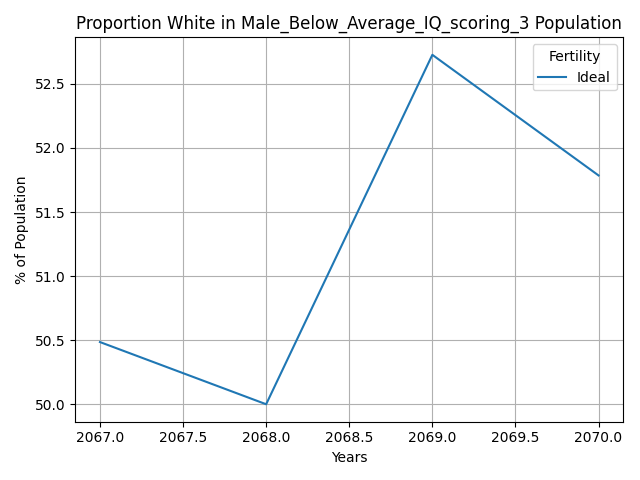 Proportion White in Male_Below_Average_IQ_scoring_3 Population
Fertility
Ideal
52.5
52.0
51.5
51.0
50.5
50.0
% of Population
2067.0 2067.5 2068.0 2068.5 2069.0 2069.5 2070.0
Years